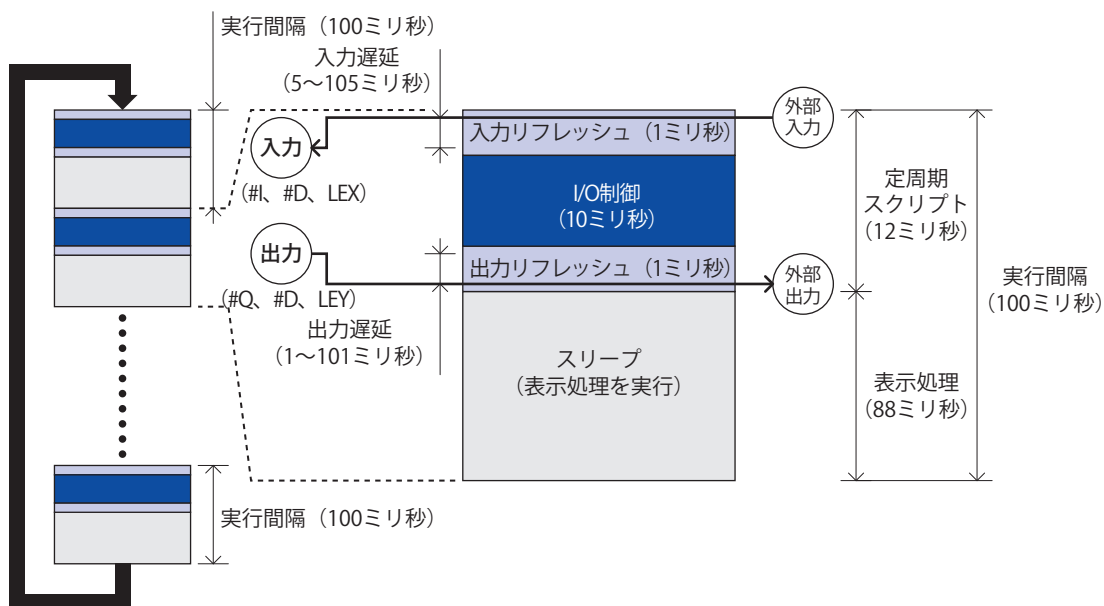 実行間隔（100ミリ秒）
入力遅延
（5～105ミリ秒）
外部
入力
入力リフレッシュ（1ミリ秒）
入力
（#I、#D、LEX）
I/O制御
（10ミリ秒）
定周期
スクリプト
（12ミリ秒）
出力
出力リフレッシュ（1ミリ秒）
外部
出力
（#Q、#D、LEY）
出力遅延
（1～101ミリ秒）
実行間隔
（100ミリ秒）
スリープ
（表示処理を実行）
表示処理
（88ミリ秒）
実行間隔（100ミリ秒）